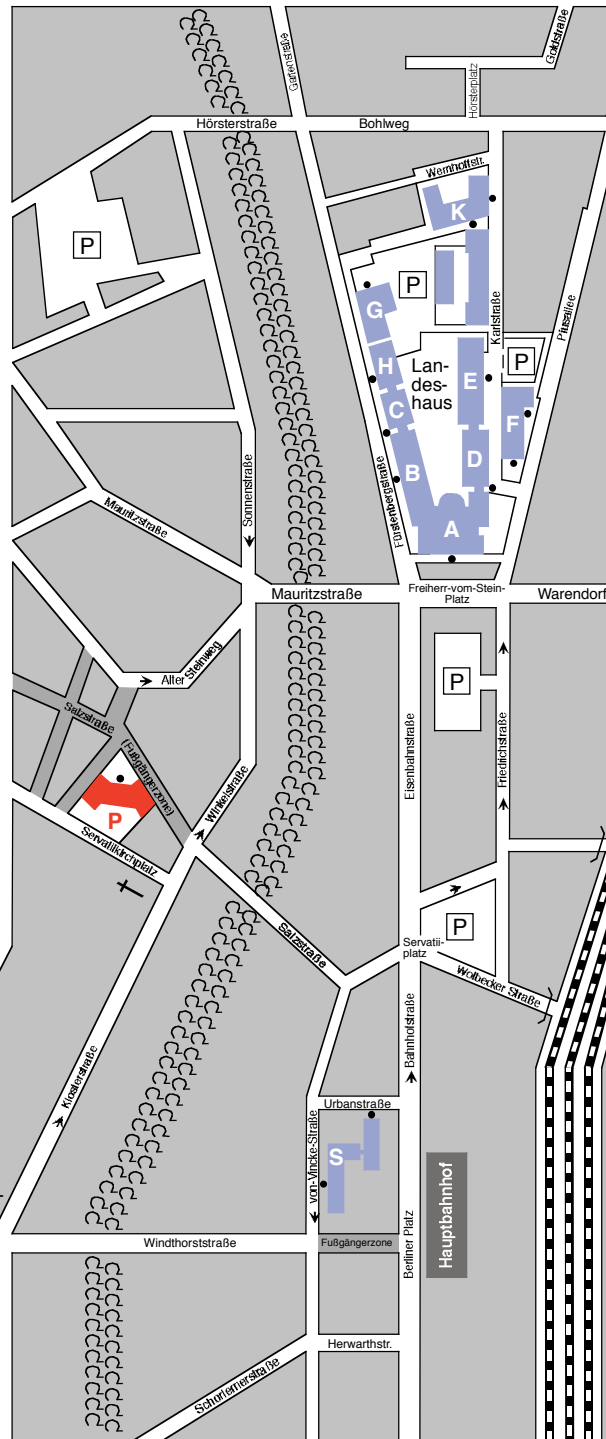 Goldstraße
Gartenstraße
Hörsterplatz
Hörsterstraße
Bohlweg
Wernhoffstr.
K
P
P
G
Karlstraße
Piusallee
P
H
Lan-
des-
haus
E
C
F
B
D
Fürstenbergstraße
Sonnenstraße
Mauritzstraße
A
Mauritzstraße
Freiherr-vom-Stein-
Platz
Warendorf
Alter Steinweg
P
Salzstraße
(Fußgängerzone)
Eisenbahnstraße
Friedrichstraße
Winkelstraße
P
Servatiikirchplatz
Salzstraße
P
Servatii-
platz
Wolbecker Straße
Klosterstraße
Bahnhofstraße
Urbanstraße
von-Vincke-Straße
S
Hauptbahnhof
Windthorststraße
Fußgängerzone
Berliner Platz
Herwarthstr.
Schorlemerstraße